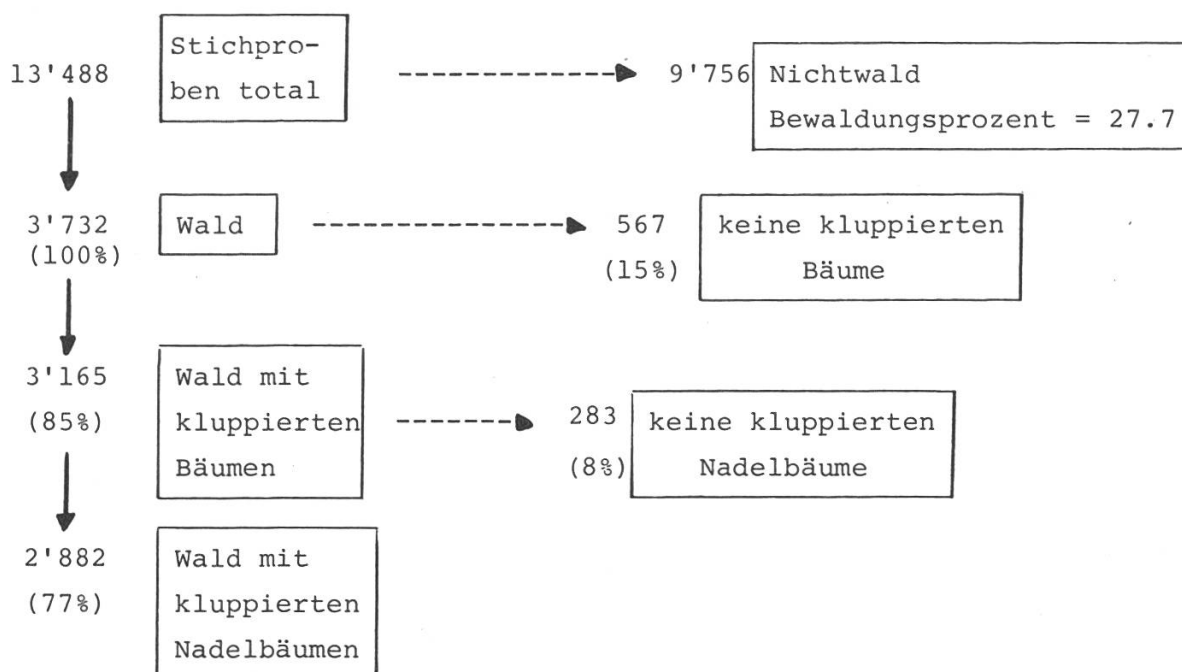 13'488
Stichpro-
ben total
9'756
Nichtwald
Bewaldungsprozent = 27.7
3'732
(100%)
Wald
567
(15%)
keine kluppierten
Bäume
3'165
(85%)
Wald mit
kluppierten
Bäumen
283
(8%)
keine kluppierten
Nadelbäume
2'882
(77%)
Wald mit
kluppierten
Nadelbäumen